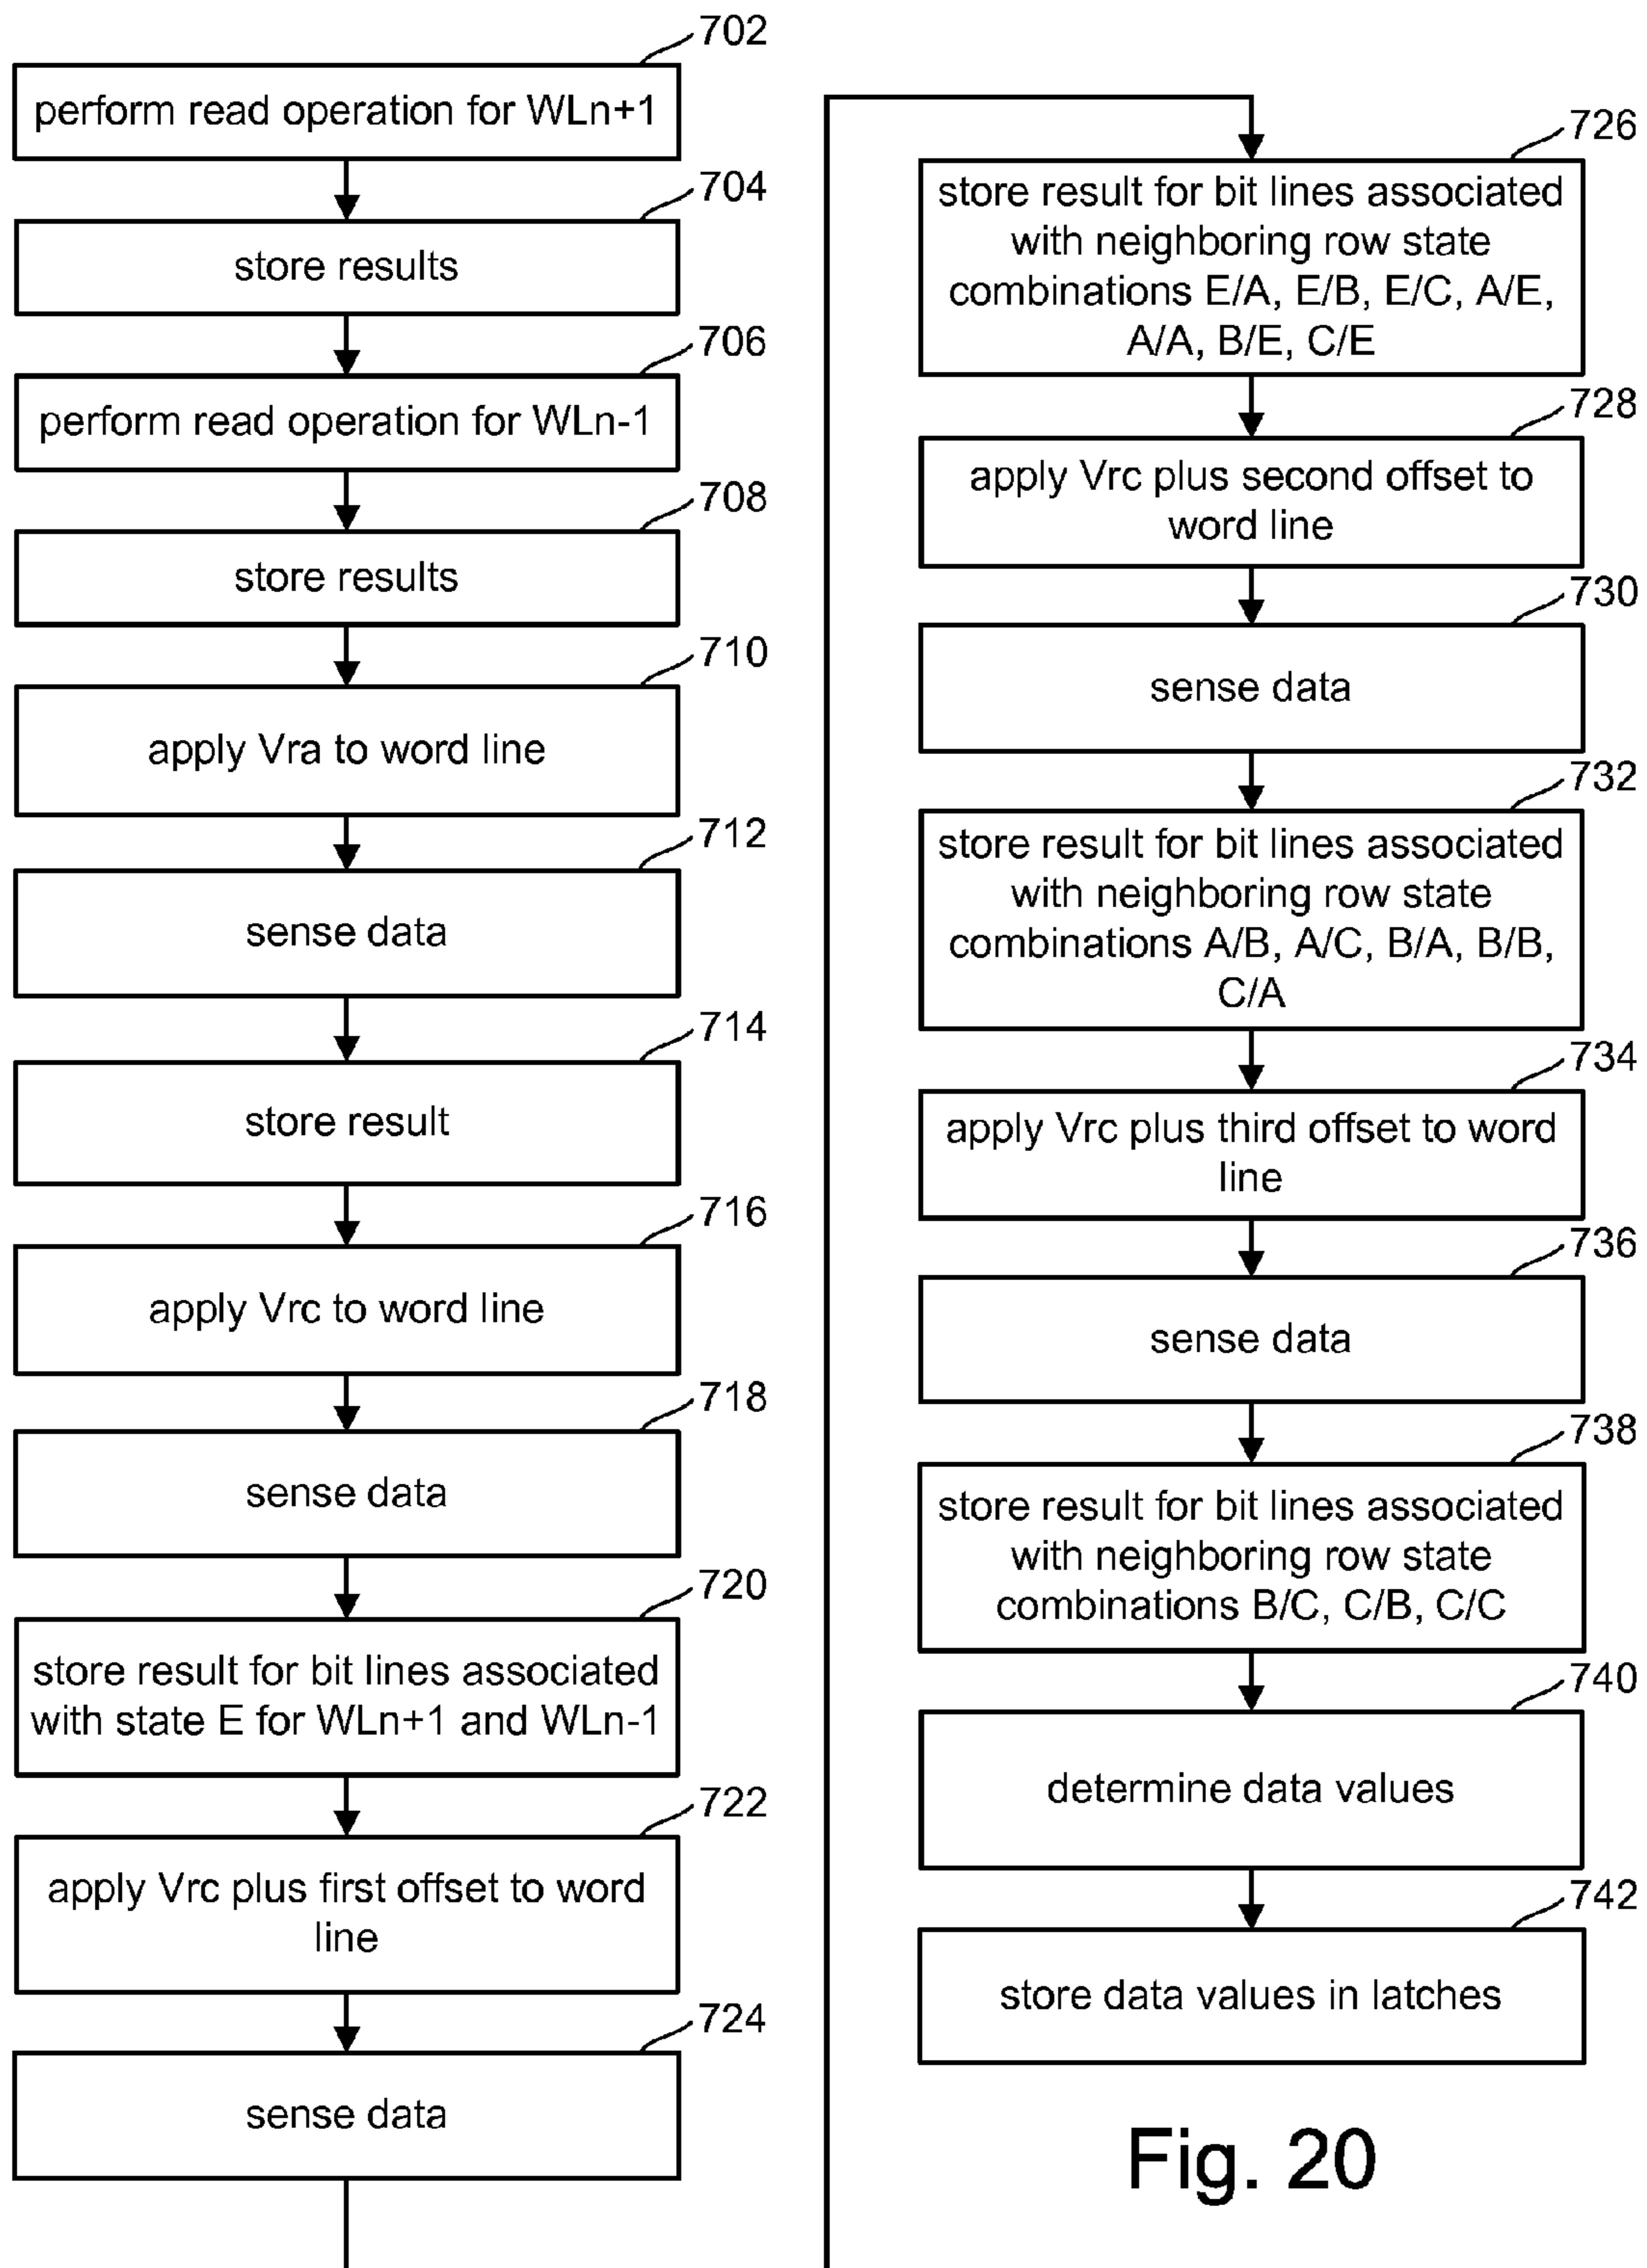 702
perform read operation for WLn+1
704
store results
706
perform read operation for WLn-1
708
store results
710
apply Vra to word line
712
sense data
714
store result
716
apply Vrc to word line
718
sense data
720
store result for bit lines associated
with state E for WLn+1 and WLn-1
722
apply Vrc plus first offset to word
line
724
sense data
726
store result for bit lines associated
with neighboring row state
combinations E/A, E/B, E/C, A/E,
A/A, B/E, C/E
728
apply Vrc plus second offset to
word line
730
sense data
732
store result for bit lines associated
with neighboring row state
combinations A/B, A/C, B/A, B/B,
C/A
734
apply Vrc plus third offset to word
line
736
sense data
738
store result for bit lines associated
with neighboring row state
combinations B/C, C/B, C/C
740
determine data values
742
store data values in latches
Fig. 20